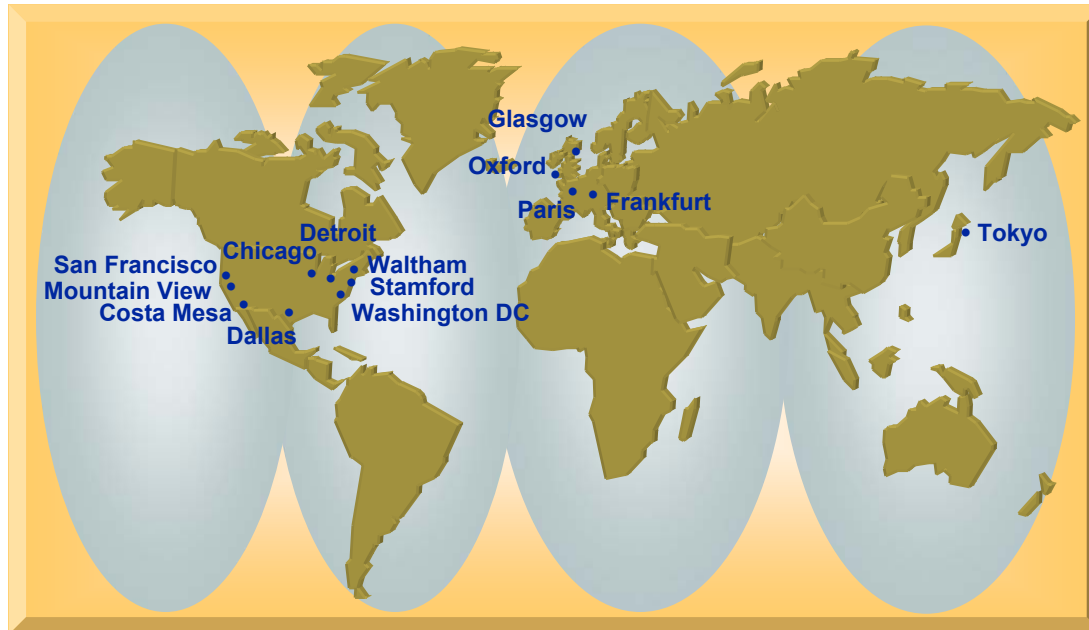 Glasgow
Oxford
Paris
Frankfurt
Tokyo
Detroit
Chicago
San Francisco
Waltham
Mountain View
Stamford
Costa Mesa
Washington DC
Dallas